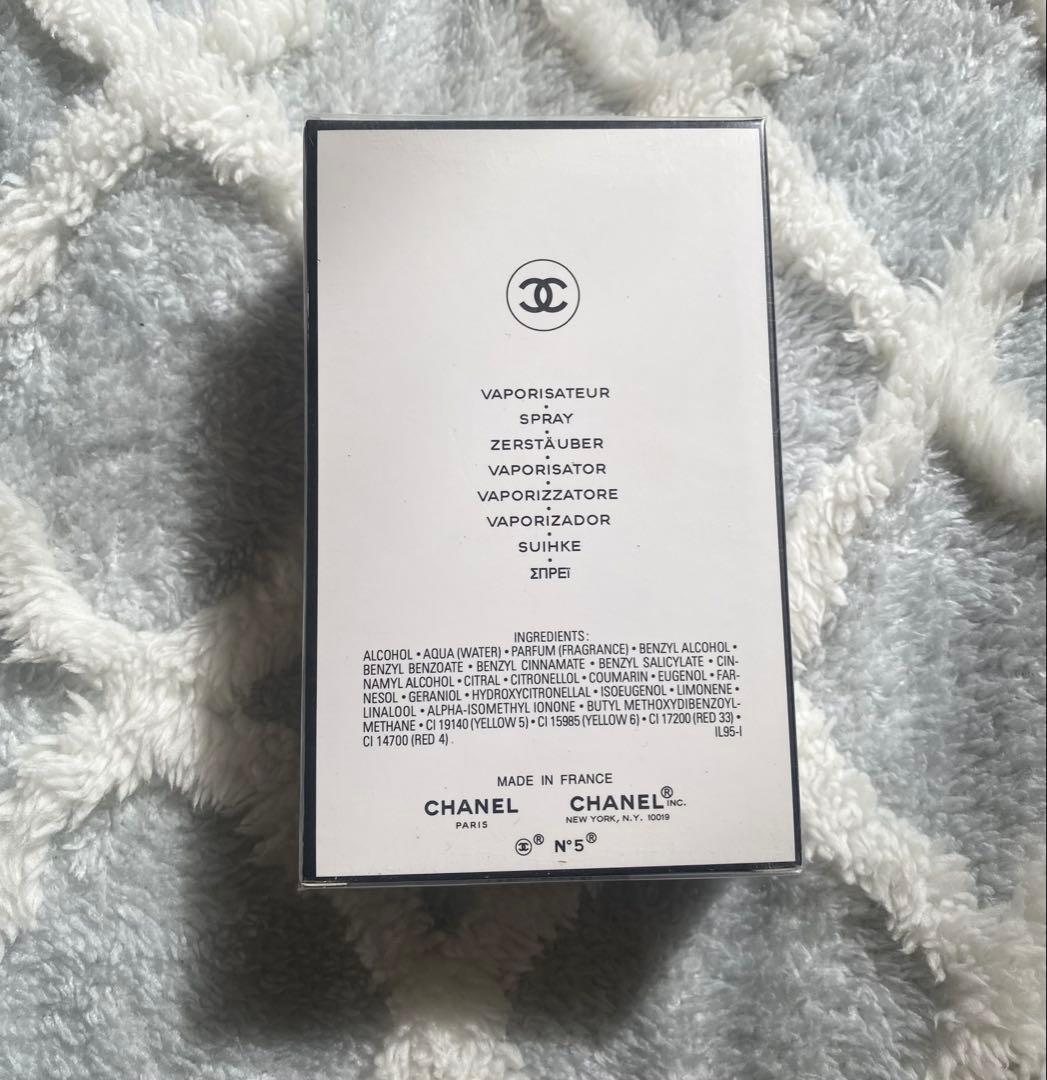 VAPORISATEUR
•
SPRAY
•
ZERSTÄUBER
•
VAPORISATOR
•
VAPORIZZATORE
•
VAPORIZADOR
•
SUIHKE
•
ΣΠΡΕΪ
INGREDIENTS:
ALCOHOL • AQUA (WATER) • PARFUM (FRAGRANCE) • BENZYL ALCOHOL •
BENZYL BENZOATE • BENZYL CINNAMATE • BENZYL SALICYLATE • CIN-
NAMYL ALCOHOL • CITRAL • CITRONELLOL • COUMARIN • EUGENOL • FAR-
NESOL • GERANIOL • HYDROXYCITRONELLAL • ISOEUGENOL • LIMONENE •
LINALOOL • ALPHA-ISOMETHYL IONONE • BUTYL METHOXYDIBENZOYL-
METHANE • CI 19140 (YELLOW 5) • CI 15985 (YELLOW 6) • CI 17200 (RED 33) •
CI 14700 (RED 4). IL95-I
MADE IN FRANCE
CHANEL CHANEL® INC.
PARIS NEW YORK, N.Y. 10019
® N°5®